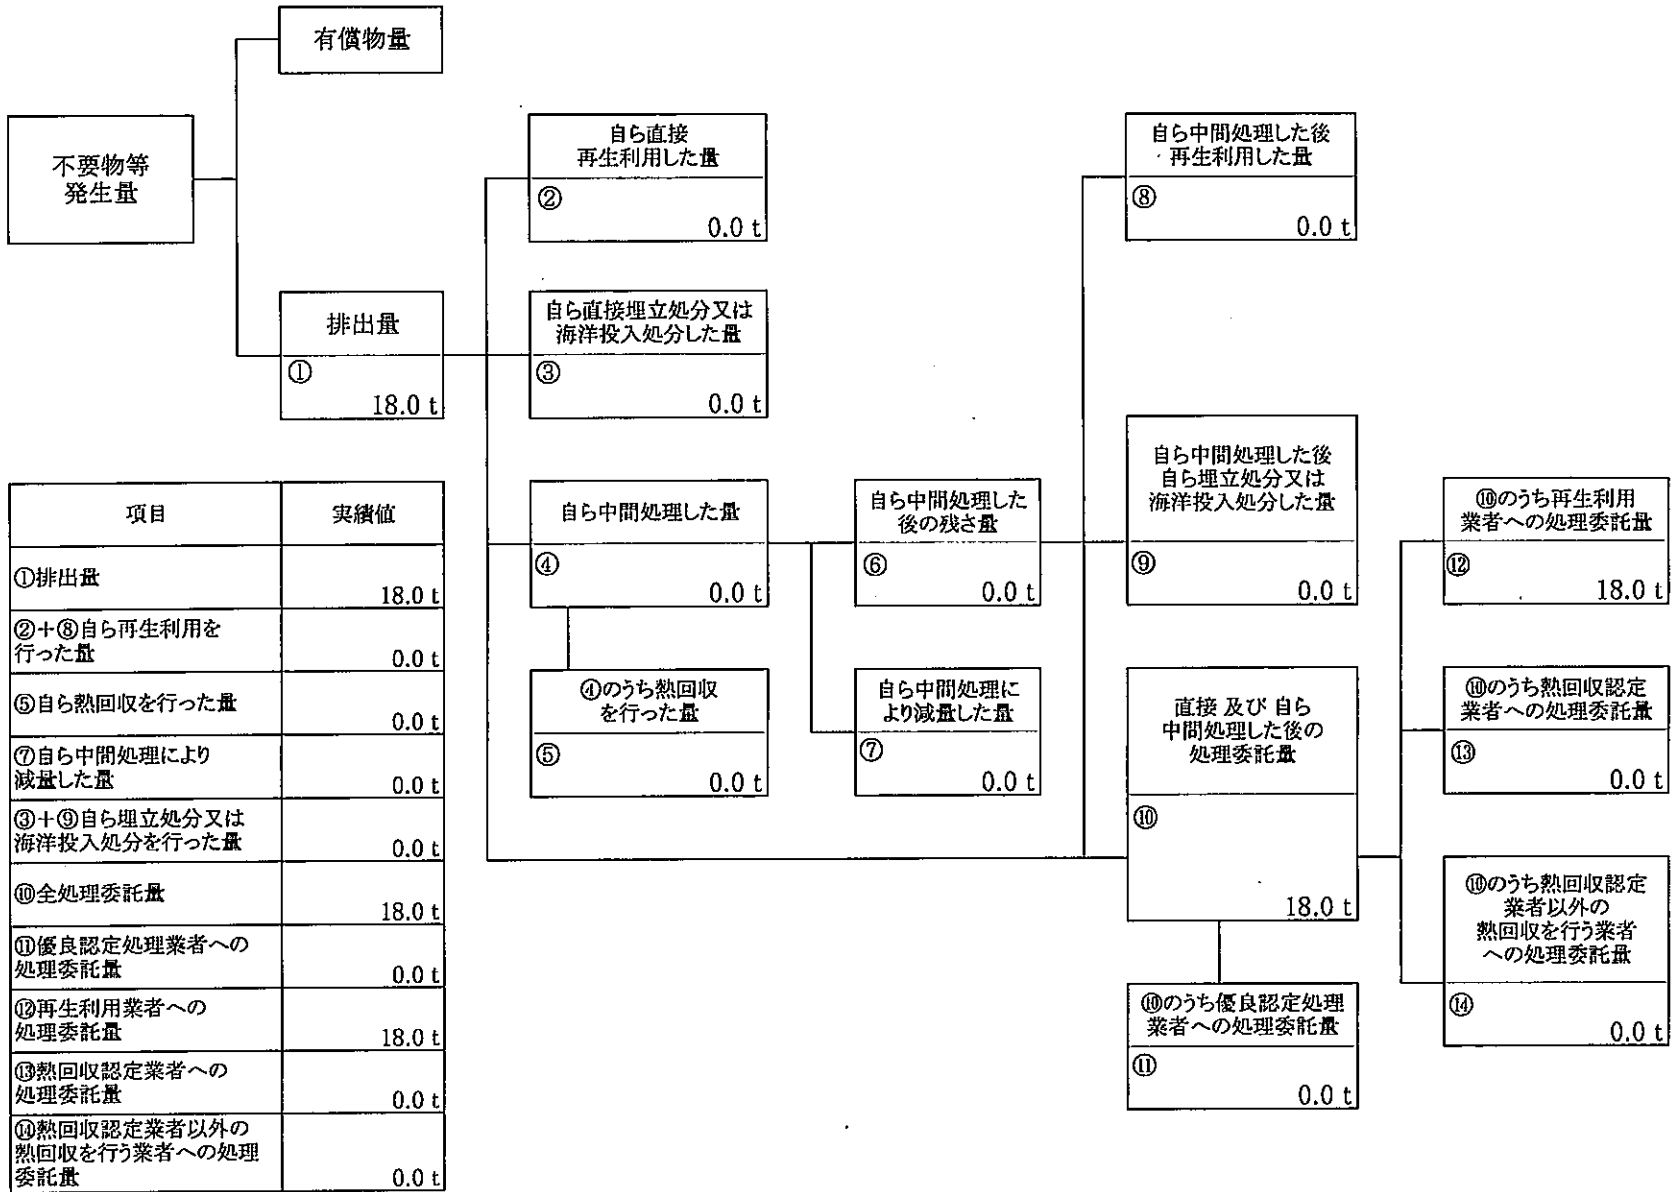 有償物量
不要物等
発生量
排出量
①
18.0 t
自ら直接
再生利用した量
②
0.0 t
自ら直接埋立処分又は
海洋投入処分した量
③
0.0 t
自ら中間処理した量
④
0.0 t
④のうち熱回収
を行った量
⑤
0.0 t
自ら中間処理した
後の残さ量
⑥
0.0 t
自ら中間処理に
より減量した量
⑦
0.0 t
自ら中間処理した後
再生利用した量
⑧
0.0 t
自ら中間処理した後
自ら埋立処分又は
海洋投入処分した量
⑨
0.0 t
直接 及び 自ら
中間処理した後の
処理委託量
⑩
18.0 t
⑩のうち優良認定処理
業者への処理委託量
⑪
0.0 t
⑩のうち再生利用
業者への処理委託量
⑫
18.0 t
⑩のうち熱回収認定
業者への処理委託量
⑬
0.0 t
⑩のうち熱回収認定
業者以外の
熱回収を行う業者
への処理委託量
⑭
0.0 t
項目 実績値
①排出量
18.0 t
②+⑧自ら再生利用を
行った量
0.0 t
⑤自ら熱回収を行った量
0.0 t
⑦自ら中間処理により
減量した量
0.0 t
③+⑨自ら埋立処分又は
海洋投入処分を行った量
0.0 t
⑩全処理委託量
18.0 t
⑪優良認定処理業者への
処理委託量
0.0 t
⑫再生利用業者への
処理委託量
18.0 t
⑬熱回収認定業者への
処理委託量
0.0 t
⑭熱回収認定業者以外の
熱回収を行う業者への処理
委託量
0.0 t